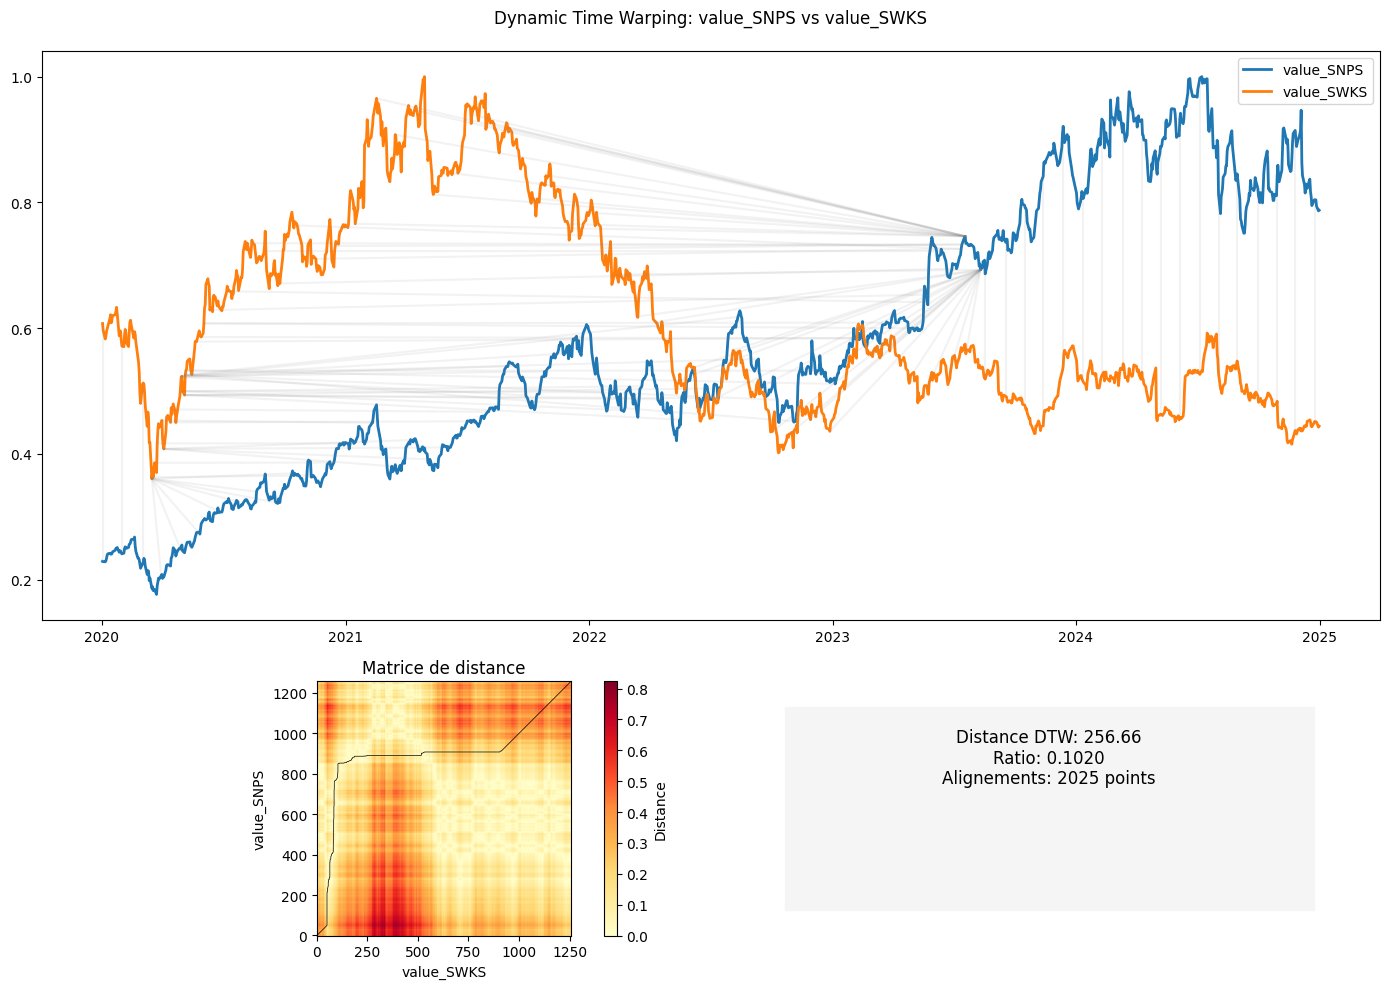 Dynamic Time Warping: value_SNPS vs value_SWKS
value_SNPS
value_SWKS
1.0
0.8
0.6
0.4
0.2
2020 2021 2022 2023 2024 2025
Matrice de distance
value_SNPS
1200
1000
800
600
400
200
0
0 250 500 750 1000 1250
value_SWKS
0.8
0.7
0.6
0.5
0.4
0.3
0.2
0.1
0.0
Distance
Distance DTW: 256.66
Ratio: 0.1020
Alignements: 2025 points